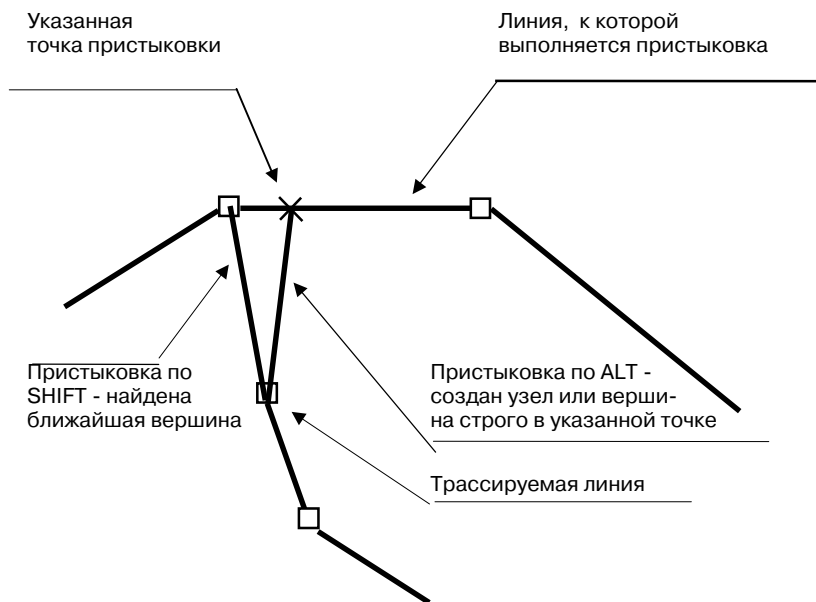 Указанная
точка пристыковки
Линия, к которой
выполняется пристыковка
Пристыковка по
SHIFT - найдена
ближайшая вершина
Пристыковка по ALT -
создан узел или верши-
на строго в указанной точке
Трассируемая линия